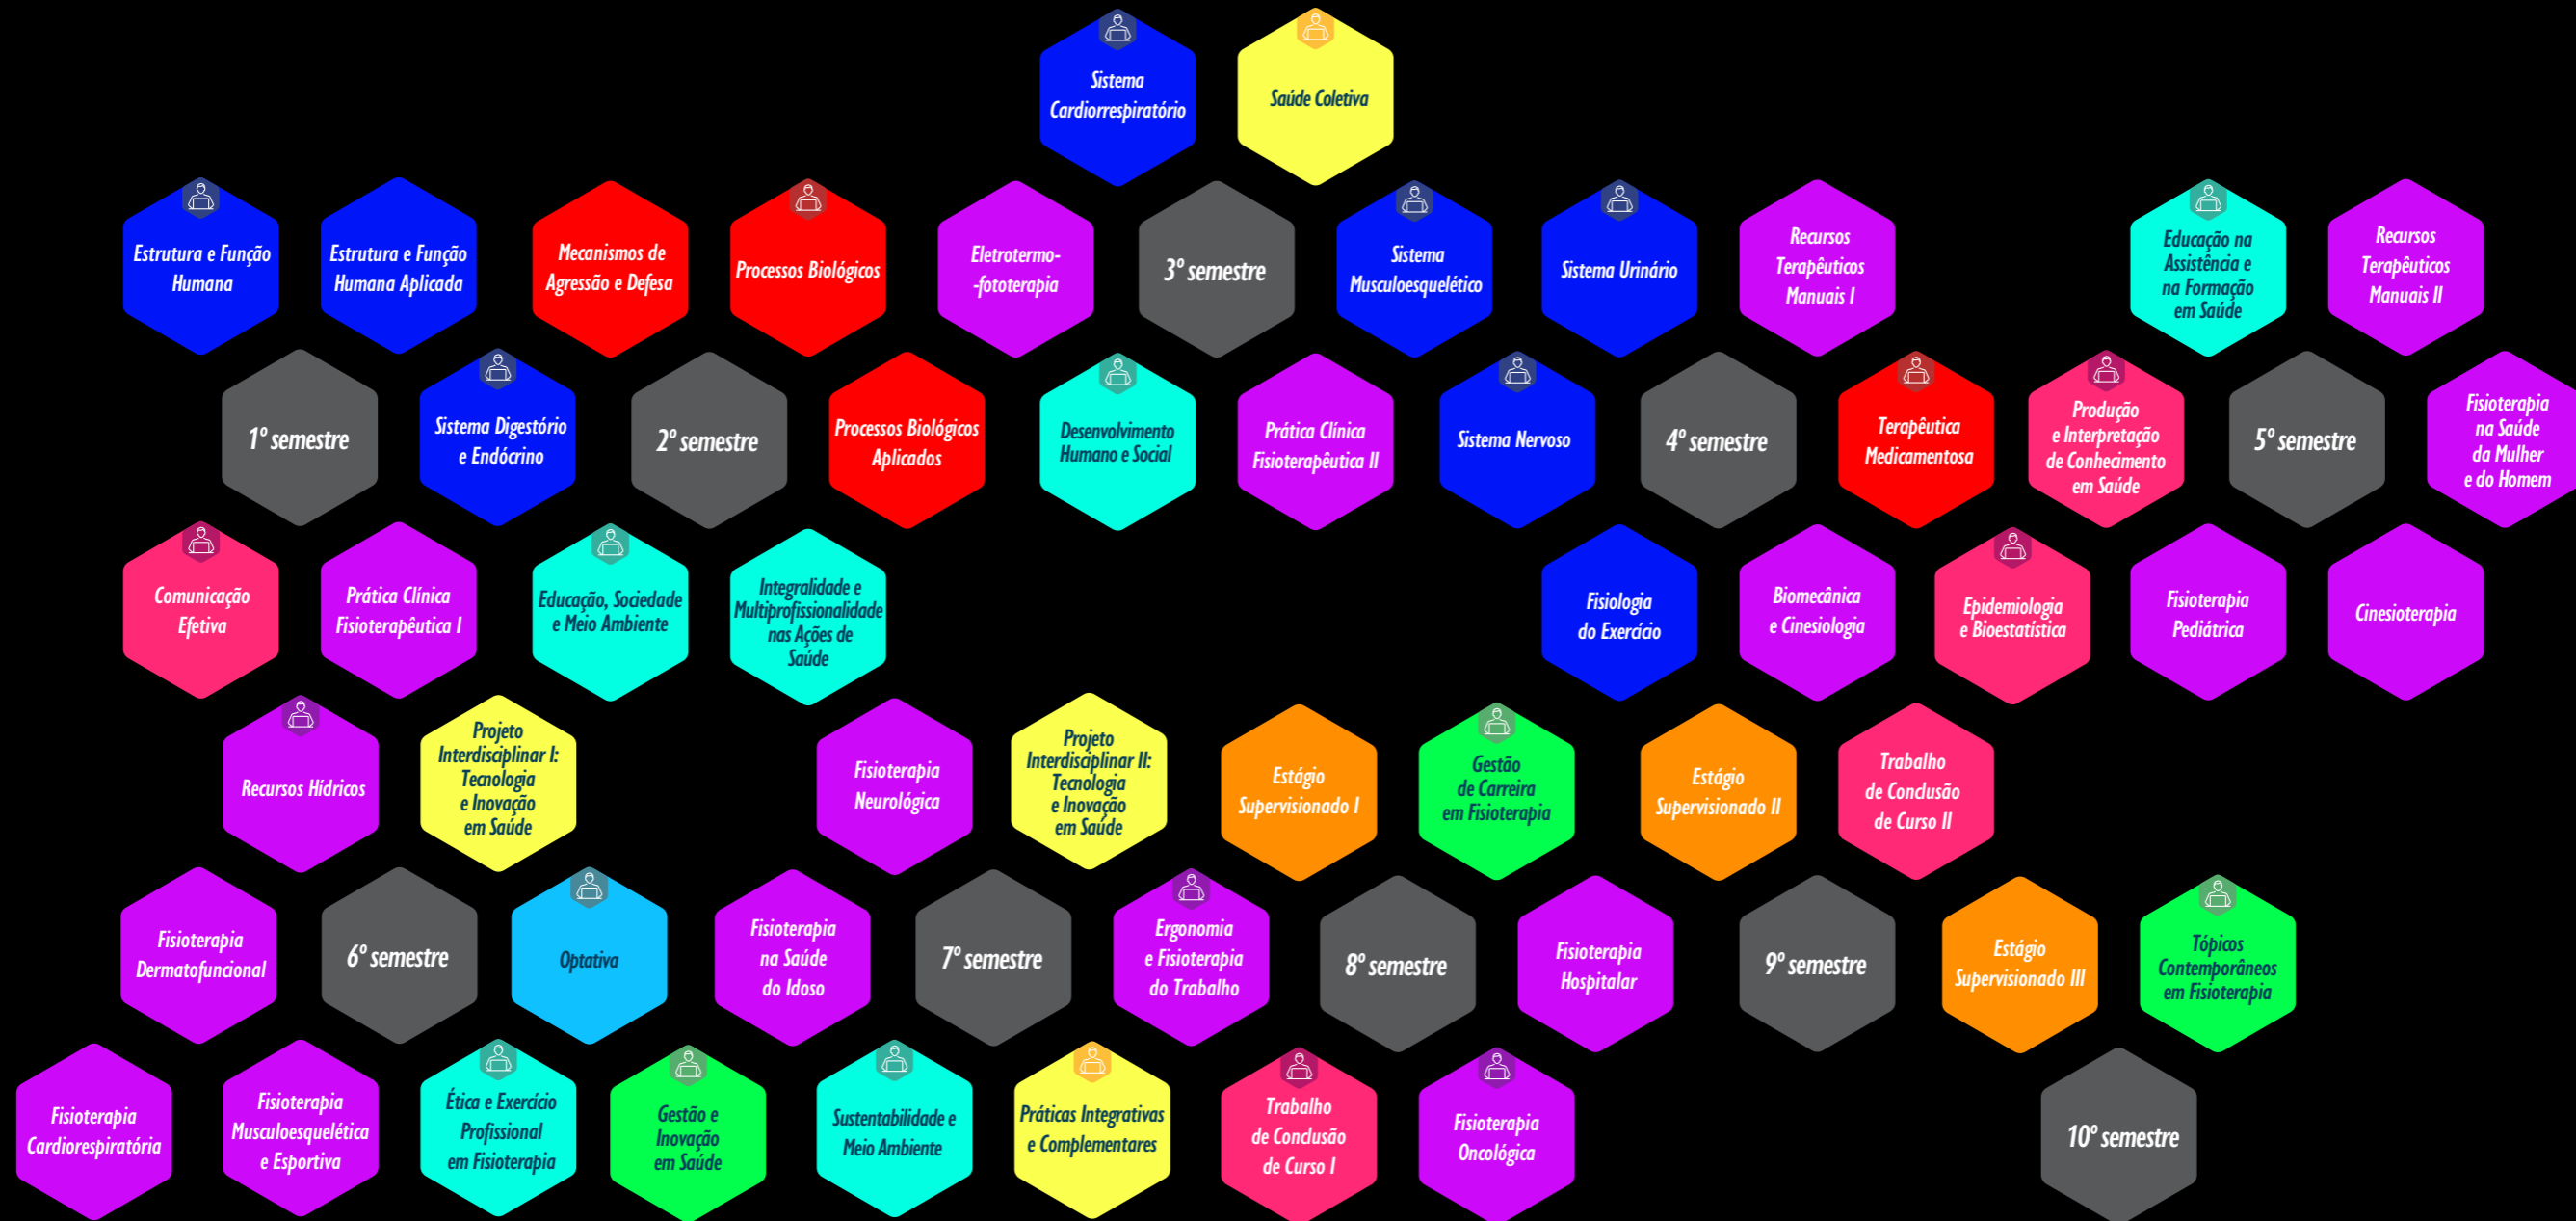 Sistema
Cardiorrespiratório
Saúde Coletiva
Estrutura e Função
Humana
Estrutura e Função
Humana Aplicada
Mecanismos de
Agressão e Defesa
Processos Biológicos
Eletrotermo-
-fototerapia
3º semestre
Sistema
Musculoesquelético
Sistema Urinário
Recursos
Terapêuticos
Manuais I
Educação na
Assistência e
na Formação
em Saúde
Recursos
Terapêuticos
Manuais II
1º semestre
Sistema Digestório
e Endócrino
2º semestre
Processos Biológicos
Aplicados
Desenvolvimento
Humano e Social
Prática Clínica
Fisioterapêutica II
Sistema Nervoso
4º semestre
Terapêutica
Medicamentosa
Produção
e Interpretação
de Conhecimento
em Saúde
5º semestre
Fisioterapia
na Saúde
da Mulher
e do Homem
Comunicação
Efetiva
Prática Clínica
Fisioterapêutica I
Educação, Sociedade
e Meio Ambiente
Integralidade e
Multiprofissionalidade
nas Ações de
Saúde
Fisiologia
do Exercício
Biomecânica
e Cinesiologia
Epidemiologia
e Bioestatística
Fisioterapia
Pediátrica
Cinesioterapia
Recursos Hídricos
Projeto
Interdisciplinar I:
Tecnologia
e Inovação
em Saúde
Fisioterapia
Neurológica
Projeto
Interdisciplinar II:
Tecnologia
e Inovação
em Saúde
Estágio
Supervisionado I
Gestão
de Carreira
em Fisioterapia
Estágio
Supervisionado II
Trabalho
de Conclusão
de Curso II
Fisioterapia
Dermatofuncional
6º semestre
Optativa
Fisioterapia
na Saúde
do Idoso
7º semestre
Ergonomia
e Fisioterapia
do Trabalho
8º semestre
Fisioterapia
Hospitalar
9º semestre
Estágio
Supervisionado III
Tópicos
Contemporâneos
em Fisioterapia
Fisioterapia
Cardiorespiratória
Fisioterapia
Musculoesquelética
e Esportiva
Ética e Exercício
Profissional
em Fisioterapia
Gestão e
Inovação
em Saúde
Sustentabilidade e
Meio Ambiente
Práticas Integrativas
e Complementares
Trabalho
de Conclusão
de Curso I
Fisioterapia
Oncológica
10º semestre